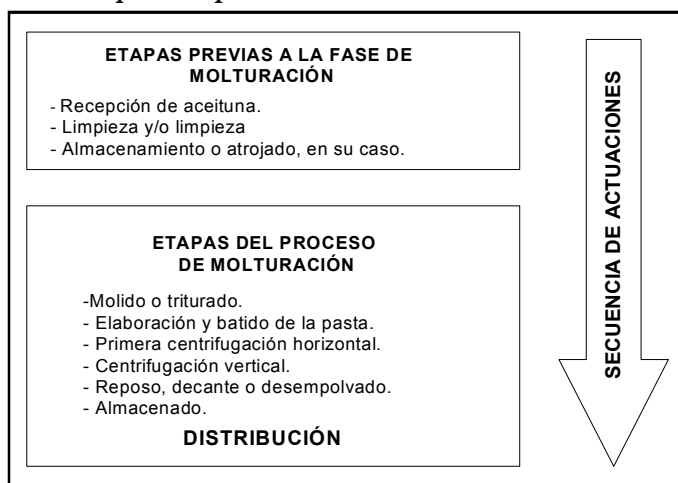 ETAPAS PREVIAS A LA FASE DE
MOLTURACIÓN
- Recepción de aceituna.
- Limpieza y/o limpieza
- Almacenamiento o atrojado, en su caso.
ETAPAS DEL PROCESO
DE MOLTURACIÓN
-Molido o triturado.
- Elaboración y batido de la pasta.
- Primera centrifugación horizontal.
- Centrifugación vertical.
- Reposo, decante o desempolvado.
- Almacenado.
DISTRIBUCIÓN
SECUENCIA DE ACTUACIONES